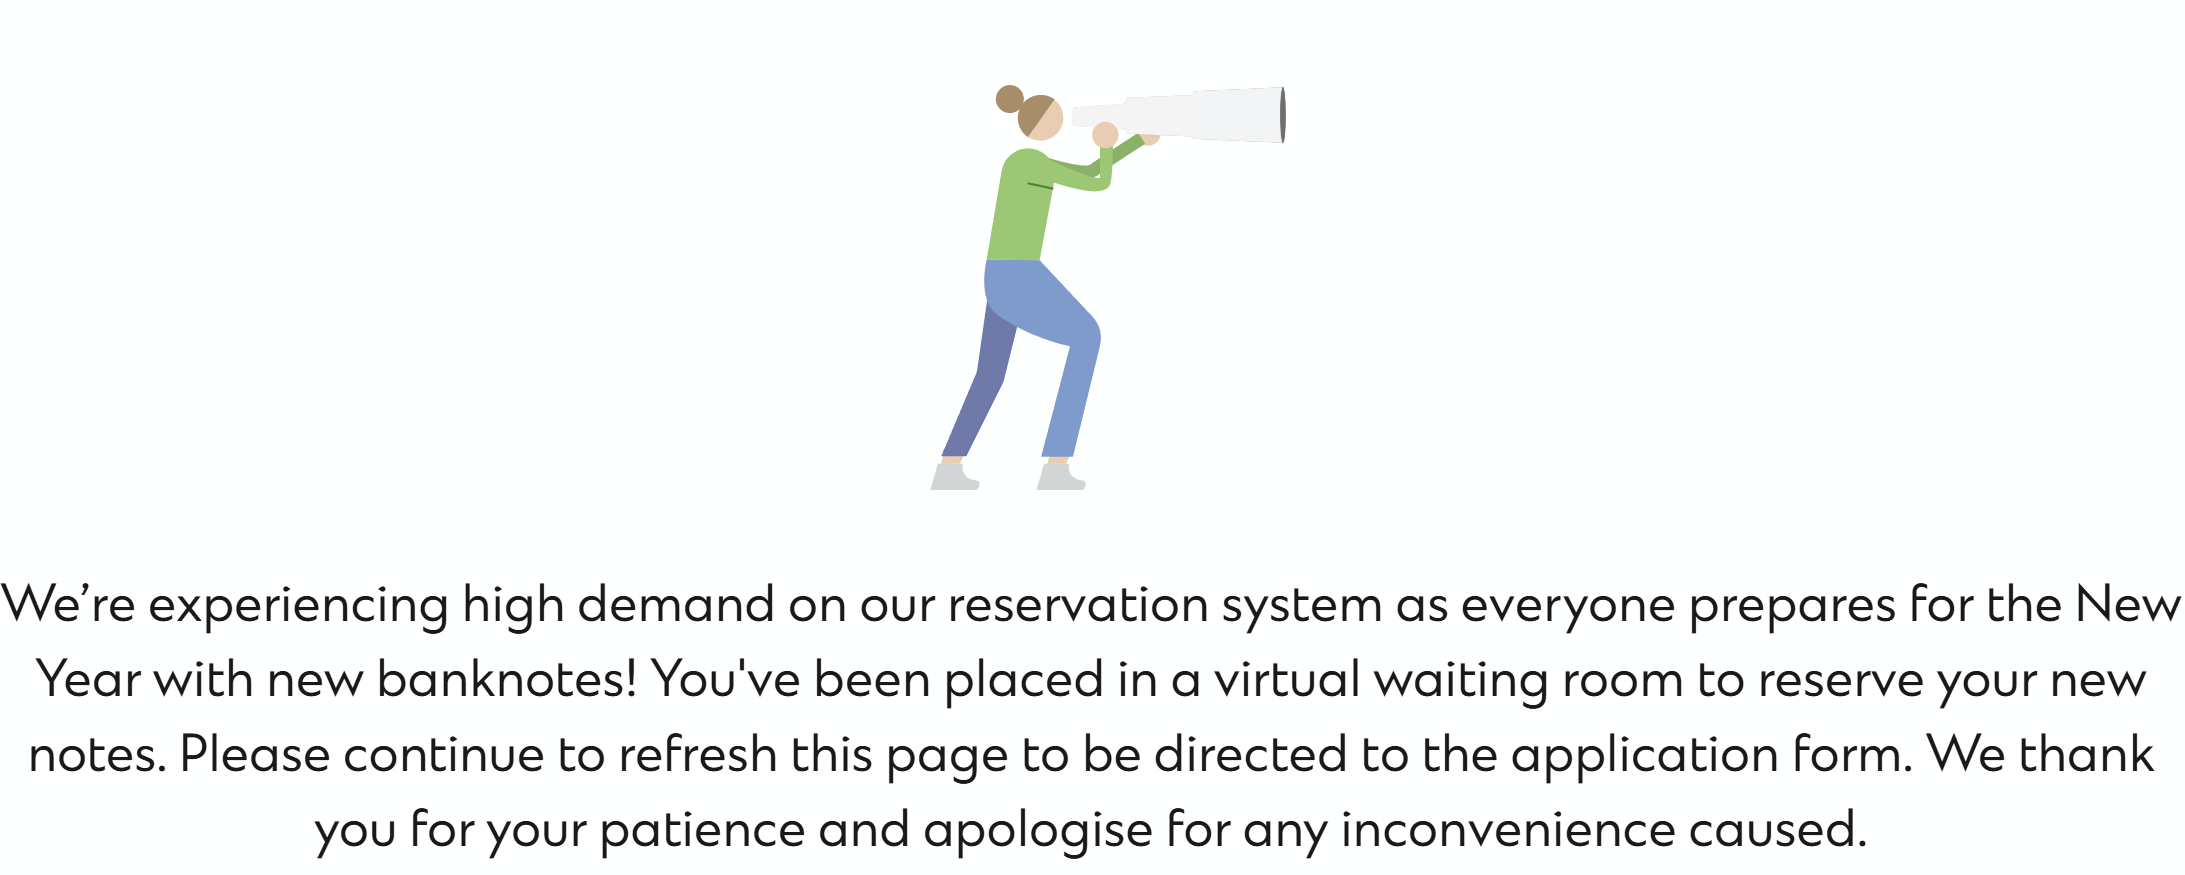 We’re experiencing high demand on our reservation system as everyone prepares for the New
Year with new banknotes! You've been placed in a virtual waiting room to reserve your new
notes. Please continue to refresh this page to be directed to the application form. We thank
you for your patience and apologise for any inconvenience caused.